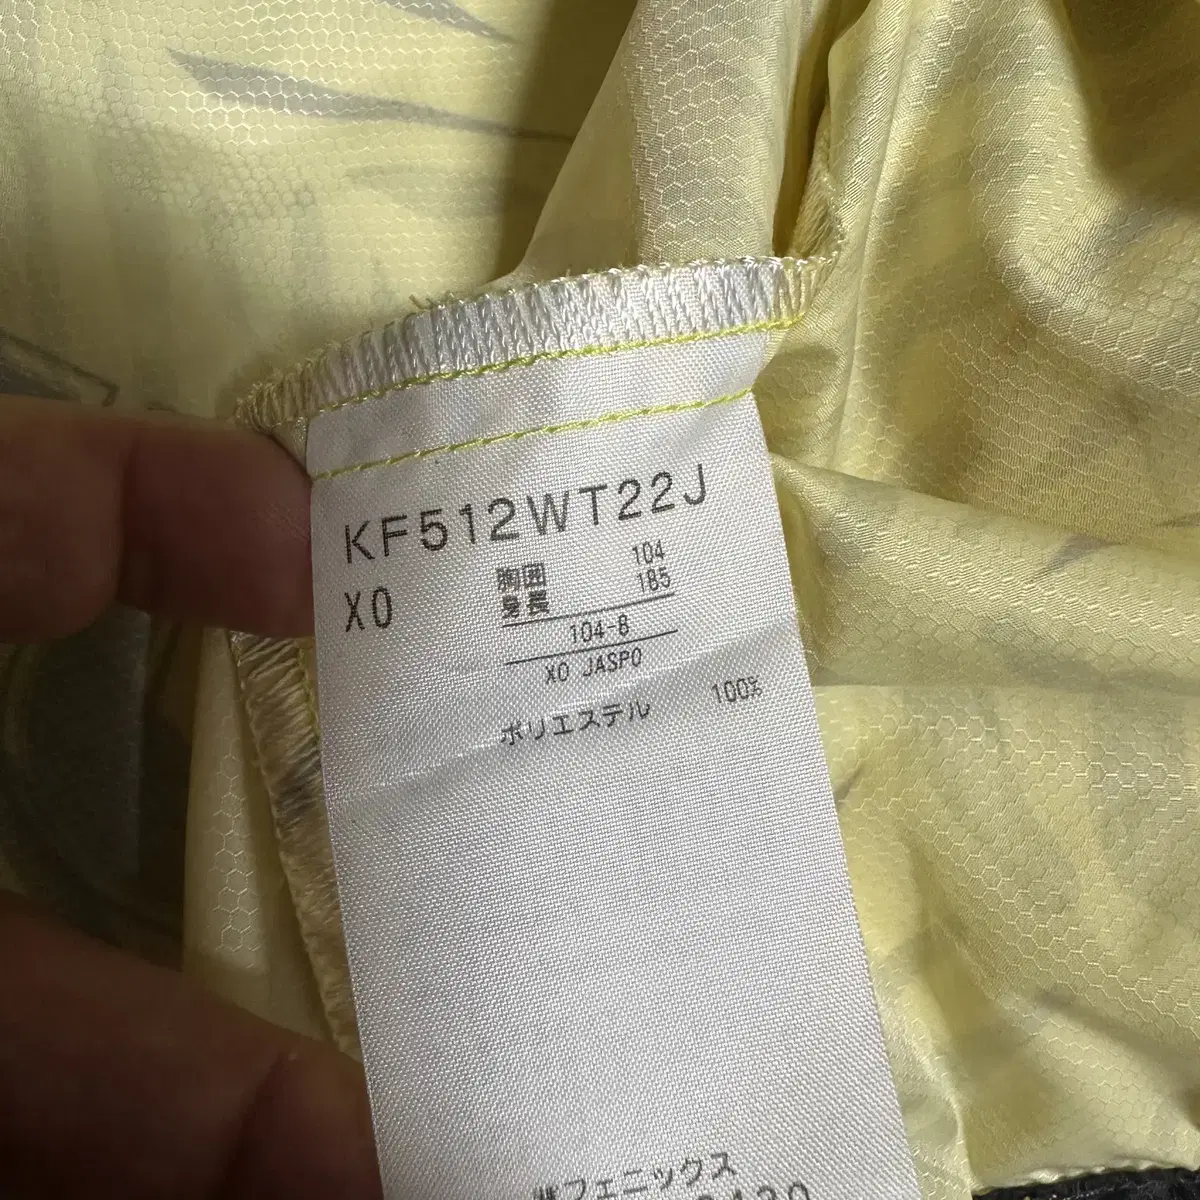 KF512WT22J
XO
胸囲 104
身長 185
104-B
XO JASPO
ポリエステル 100%
㈱フェニックス